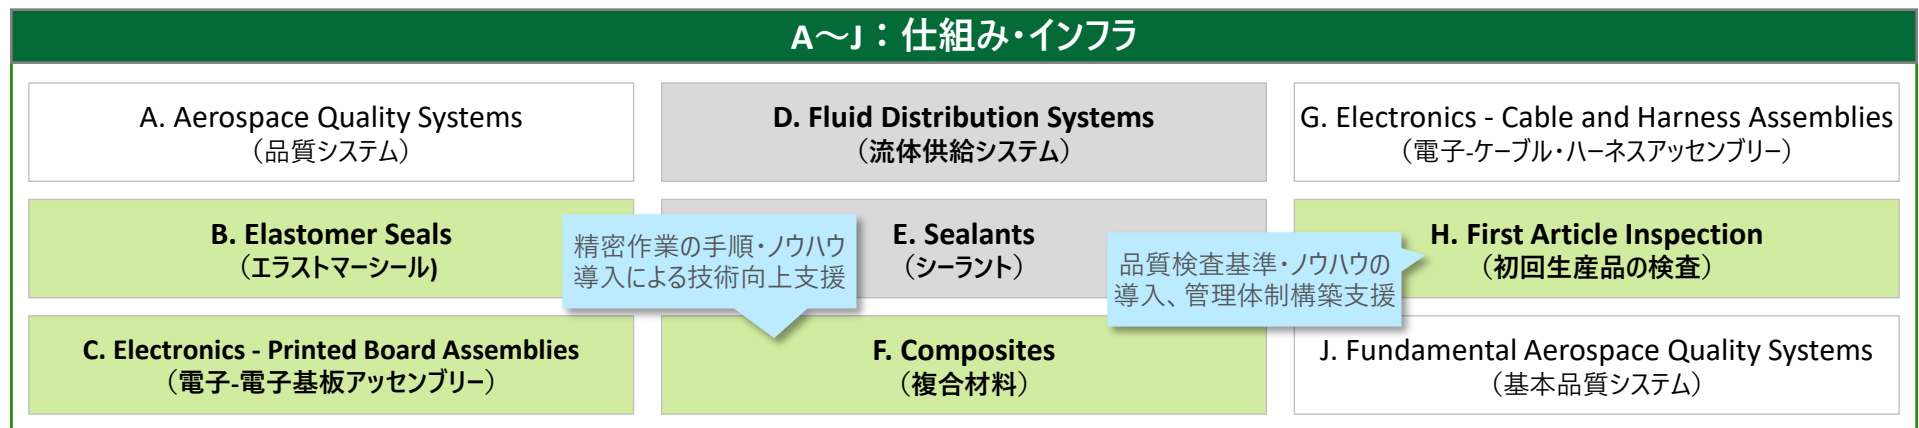 A～J：仕組み・インフラ
A. Aerospace Quality Systems
（品質システム）
B. Elastomer Seals
（エラストマーシール)
C. Electronics - Printed Board Assemblies
（電子-電子基板アッセンブリー）
D. Fluid Distribution Systems
（流体供給システム）
E. Sealants
（シーラント）
F. Composites
（複合材料）
G. Electronics - Cable and Harness Assemblies
（電子-ケーブル・ハーネスアッセンブリー）
H. First Article Inspection
（初回生産品の検査）
J. Fundamental Aerospace Quality Systems
（基本品質システム）
精密作業の手順・ノウハウ
導入による技術向上支援
品質検査基準・ノウハウの
導入、管理体制構築支援